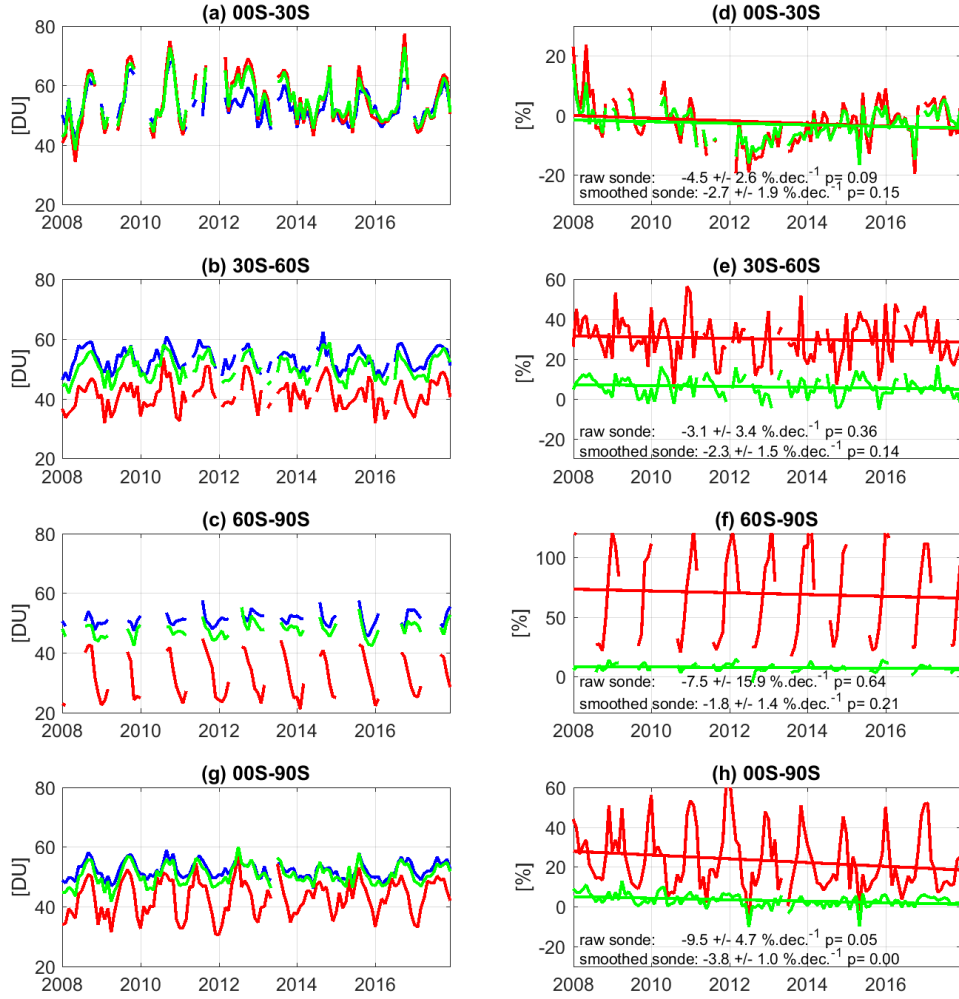 (a) 00S-30S
(d) 00S-30S
80
60
40
20
[DU]
2008 2010 2012 2014 2016
20
0
-20
[%]
raw sonde: -4.5 +/- 2.6 %.dec.-1 p= 0.09
smoothed sonde: -2.7 +/- 1.9 %.dec.-1 p= 0.15
2008 2010 2012 2014 2016
(b) 30S-60S
(e) 30S-60S
80
60
40
20
[DU]
2008 2010 2012 2014 2016
60
40
20
0
-20
[%]
raw sonde: -3.1 +/- 3.4 %.dec.-1 p= 0.36
smoothed sonde: -2.3 +/- 1.5 %.dec.-1 p= 0.14
2008 2010 2012 2014 2016
(c) 60S-90S
(f) 60S-90S
80
60
40
20
[DU]
2008 2010 2012 2014 2016
100
50
0
[%]
raw sonde: -7.5 +/- 15.9 %.dec.-1 p= 0.64
smoothed sonde: -1.8 +/- 1.4 %.dec.-1 p= 0.21
2008 2010 2012 2014 2016
(g) 00S-90S
(h) 00S-90S
80
60
40
20
[DU]
2008 2010 2012 2014 2016
60
40
20
0
-20
[%]
raw sonde: -9.5 +/- 4.7 %.dec.-1 p= 0.05
smoothed sonde: -3.8 +/- 1.0 %.dec.-1 p= 0.00
2008 2010 2012 2014 2016